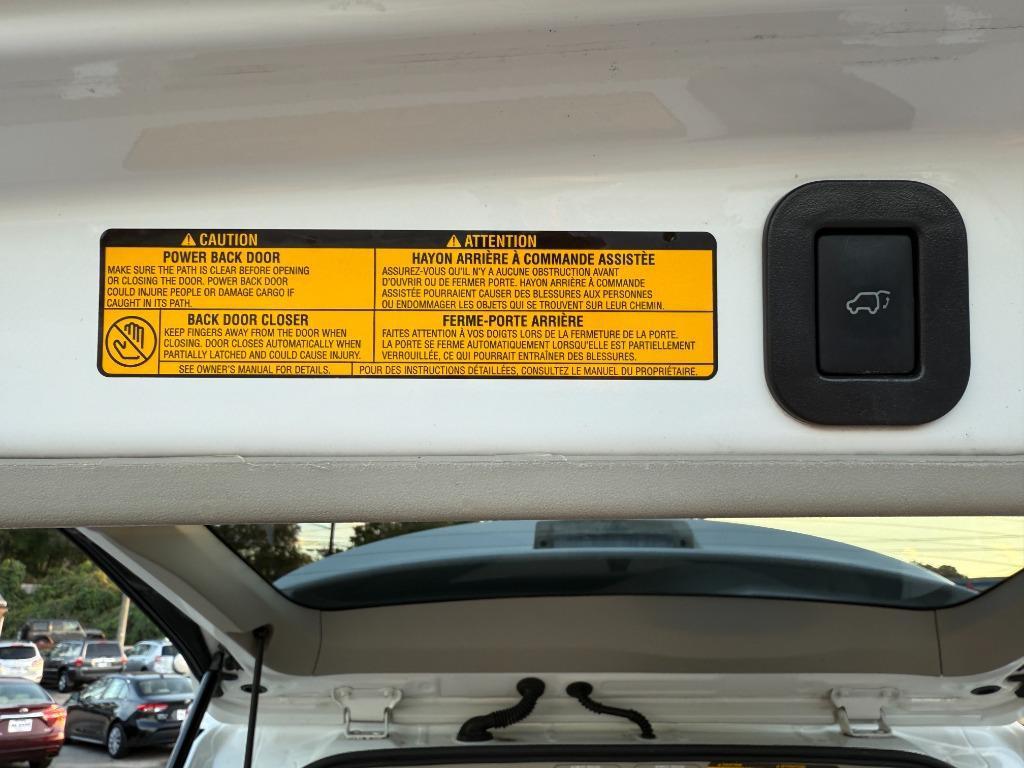 CAUTION
POWER BACK DOOR
MAKE SURE THE PATH IS CLEAR BEFORE OPENING
OR CLOSING THE DOOR. POWER BACK DOOR
COULD INJURE PEOPLE OR DAMAGE CARGO IF
CAUGHT IN ITS PATH.
BACK DOOR CLOSER
KEEP FINGERS AWAY FROM THE DOOR WHEN
CLOSING. DOOR CLOSES AUTOMATICALLY WHEN
PARTIALLY LATCHED AND COULD CAUSE INJURY.
SEE OWNER'S MANUAL FOR DETAILS.
ATTENTION
HAYON ARRIÈRE À COMMANDE ASSISTÈE
ASSUREZ-VOUS QU'IL N'Y A AUCUNE OBSTRUCTION AVANT
D'OUVRIR OU DE FERMER PORTE. HAYON ARRIÈRE À COMMANDE
ASSISTÉE POURRAIENT CAUSER DES BLESSURES AUX PERSONNES
OU ENDOMMAGER LES OBJETS QUI SE TROUVENT SUR LEUR CHEMIN.
FERME-PORTE ARRIÈRE
FAITES ATTENTION À VOS DOIGTS LORS DE LA FERMETURE DE LA PORTE.
LA PORTE SE FERME AUTOMATIQUEMENT LORSQU'ELLE EST PARTIELLEMENT
VERROUILLÉE, CE QUI POURRAIT ENTRAÎNER DES BLESSURES.
POUR DES INSTRUCTIONS DÉTAILLÉES, CONSULTEZ LE MANUEL DU PROPRIÉTAIRE.